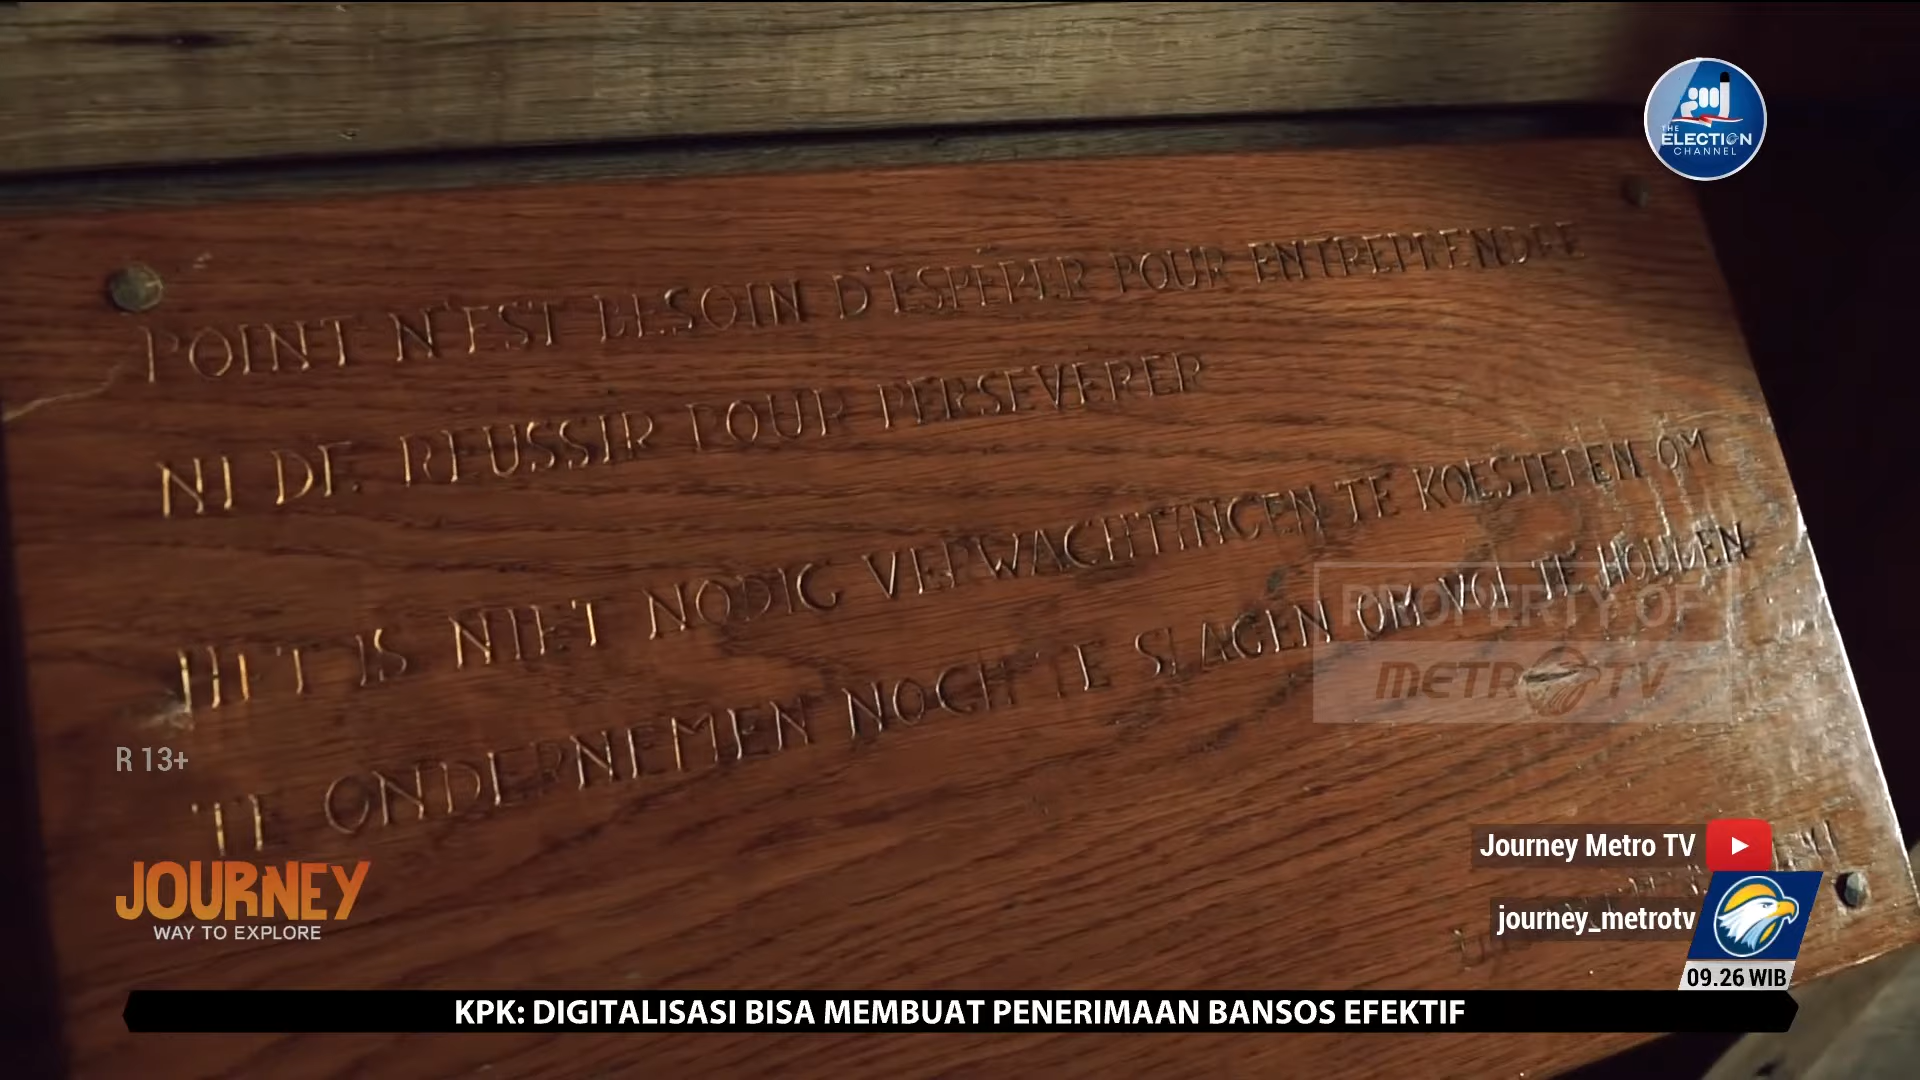 THE
ELECTION
CHANNEL
POINT N'EST BESOIN D'ESPÉRER POUR ENTREPRENDRE
NI DE REUSSIR POUR PERSEVERER
HET IS NIET NODIG VERWACHTINGEN TE KOESTEREN OM
TE ONDERNEMEN NOCH TE SLAGEN OM VOL TE HOUDEN
PROPERTY OF
METRO TV
R 13+
JOURNEY
WAY TO EXPLORE
Journey Metro TV
journey_metrotv
09.26 WIB
KPK: DIGITALISASI BISA MEMBUAT PENERIMAAN BANSOS EFEKTIF